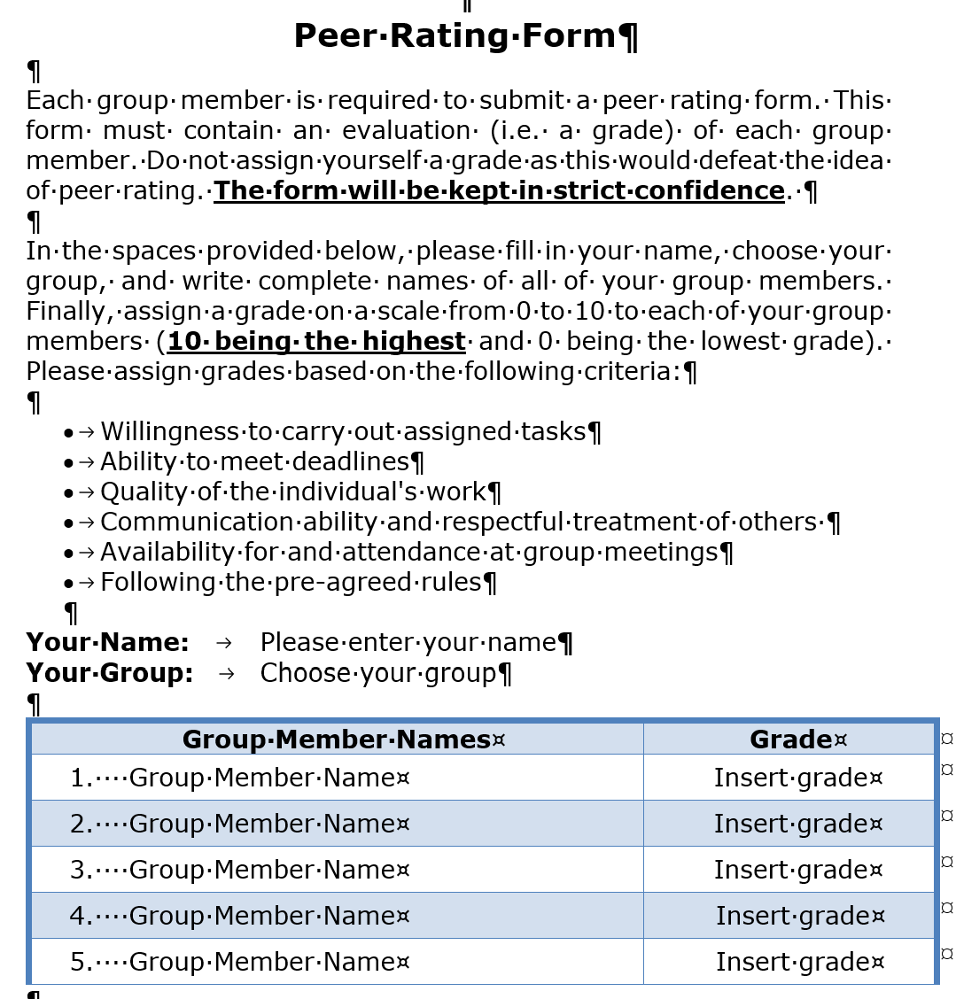 ¶
Peer·Rating·Form¶
¶
Each·group·member·is·required·to·submit·a·peer·rating·form.·This·
form·must·contain·an·evaluation·(i.e.·a·grade)·of·each·group·
member.·Do·not·assign·yourself·a·grade·as·this·would·defeat·the·idea·
of·peer·rating.·The·form·will·be·kept·in·strict·confidence.·¶
¶
In·the·spaces·provided·below,·please·fill·in·your·name,·choose·your·
group,·and·write·complete·names·of·all·of·your·group·members.·
Finally,·assign·a·grade·on·a·scale·from·0·to·10·to·each·of·your·group·
members·(10·being·the·highest·and·0·being·the·lowest·grade).·
Please·assign·grades·based·on·the·following·criteria:¶
¶
•→Willingness·to·carry·out·assigned·tasks¶
•→Ability·to·meet·deadlines¶
•→Quality·of·the·individual's·work¶
•→Communication·ability·and·respectful·treatment·of·others·¶
•→Availability·for·and·attendance·at·group·meetings¶
•→Following·the·pre-agreed·rules¶
¶
Your·Name: → Please·enter·your·name¶
Your·Group: → Choose·your·group¶
¶
Group·Member·Names¤ Grade¤ ¤
1.····Group·Member·Name¤ Insert·grade¤ ¤
2.····Group·Member·Name¤ Insert·grade¤ ¤
3.····Group·Member·Name¤ Insert·grade¤ ¤
4.····Group·Member·Name¤ Insert·grade¤ ¤
5.····Group·Member·Name¤ Insert·grade¤ ¤
¶